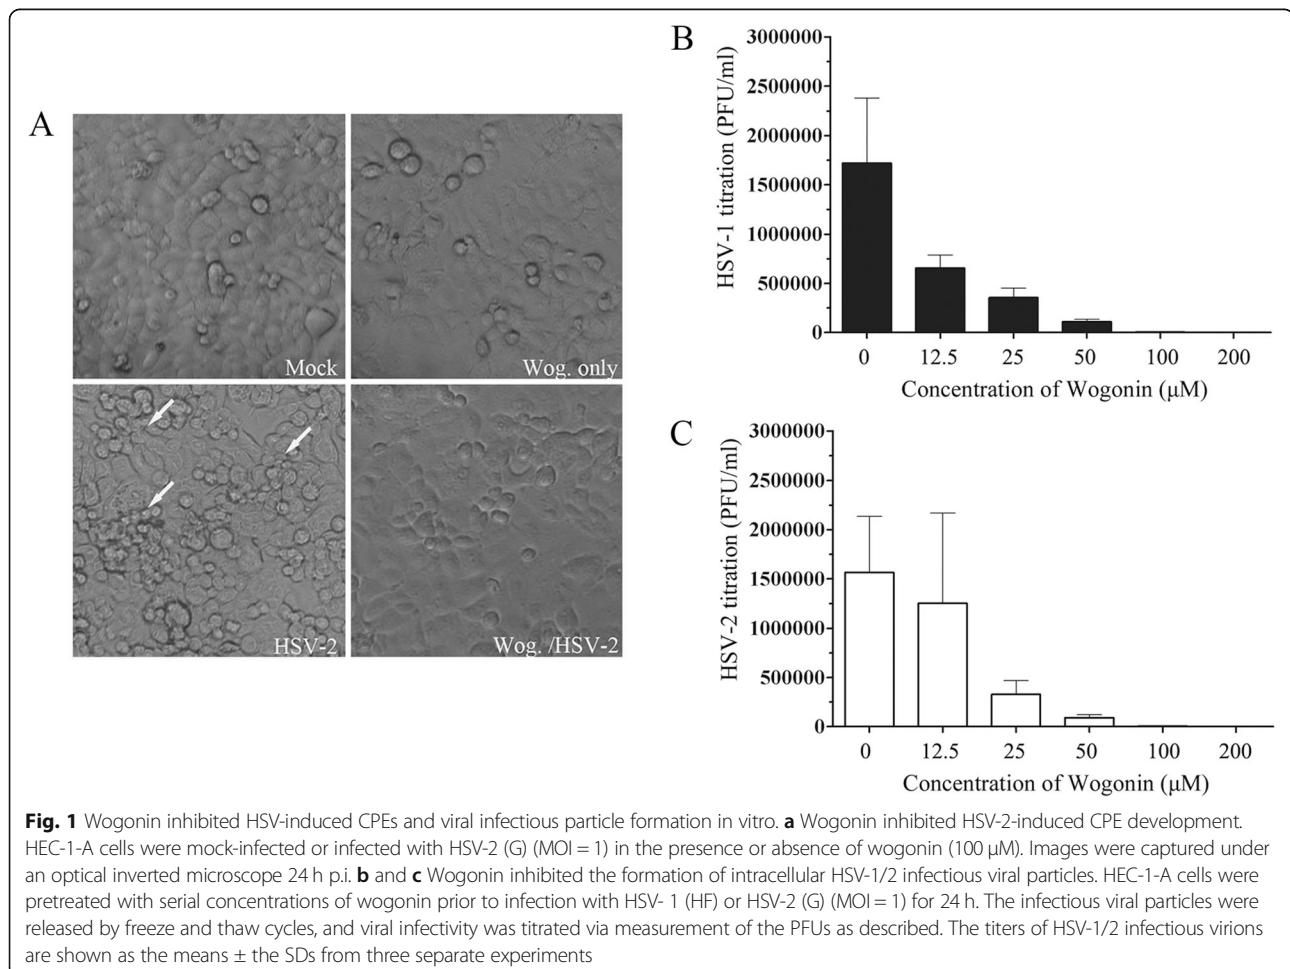 A
Mock
Wog. only
HSV-2
Wog. /HSV-2
B
HSV-1 titration (PFU/ml)
3000000
2500000
2000000
1500000
1000000
500000
0
0 12.5 25 50 100 200
Concentration of Wogonin (μM)
C
HSV-2 titration (PFU/ml)
3000000
2500000
2000000
1500000
1000000
500000
0
0 12.5 25 50 100 200
Concentration of Wogonin (μM)
Fig. 1 Wogonin inhibited HSV-induced CPEs and viral infectious particle formation in vitro. a Wogonin inhibited HSV-2-induced CPE development.
HEC-1-A cells were mock-infected or infected with HSV-2 (G) (MOI = 1) in the presence or absence of wogonin (100 μM). Images were captured under
an optical inverted microscope 24 h p.i. b and c Wogonin inhibited the formation of intracellular HSV-1/2 infectious viral particles. HEC-1-A cells were
pretreated with serial concentrations of wogonin prior to infection with HSV- 1 (HF) or HSV-2 (G) (MOI = 1) for 24 h. The infectious viral particles were
released by freeze and thaw cycles, and viral infectivity was titrated via measurement of the PFUs as described. The titers of HSV-1/2 infectious virions
are shown as the means ± the SDs from three separate experiments